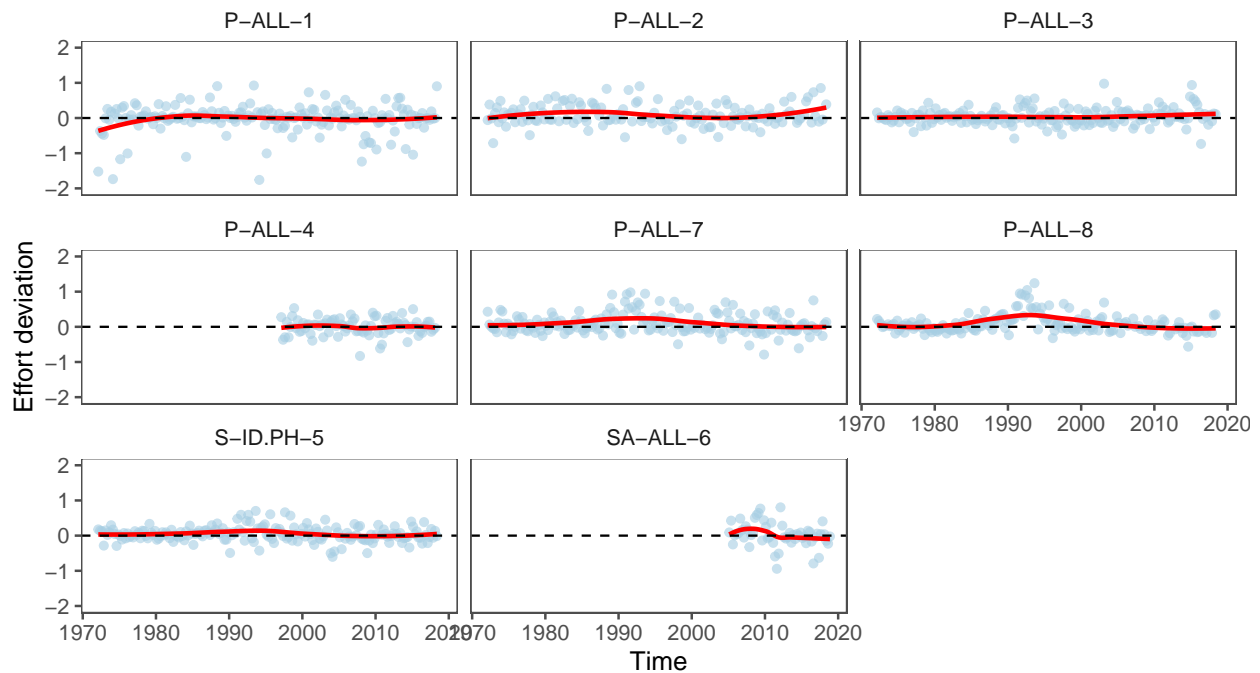 P−ALL−1 P−ALL−2 P−ALL−3
2
1
0
−1
−2
P−ALL−4 P−ALL−7 P−ALL−8
2
1
0
−1
−2
1970 1980 1990 2000 2010 2020
S−ID.PH−5 SA−ALL−6
2
1
0
−1
−2
1970 1980 1990 2000 2010 2020 1970 1980 1990 2000 2010 2020
Time
Effort deviation